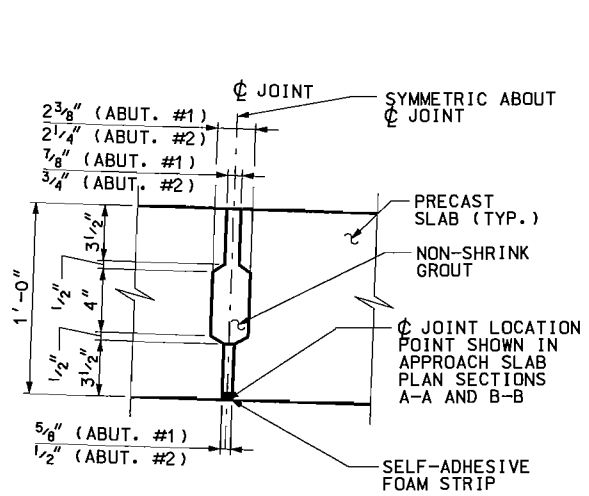 ℄ JOINT
SYMMETRIC ABOUT
℄ JOINT
2 3/8" (ABUT. #1)
2 1/4" (ABUT. #2)
7/8" (ABUT. #1)
3/4" (ABUT. #2)
PRECAST
SLAB (TYP.)
NON-SHRINK
GROUT
1'-0"
3 1/2"
1/2"
4"
1/2"
3 1/2"
℄ JOINT LOCATION
POINT SHOWN IN
APPROACH SLAB
PLAN SECTIONS
A-A AND B-B
5/8" (ABUT. #1)
1/2" (ABUT. #2)
SELF-ADHESIVE
FOAM STRIP